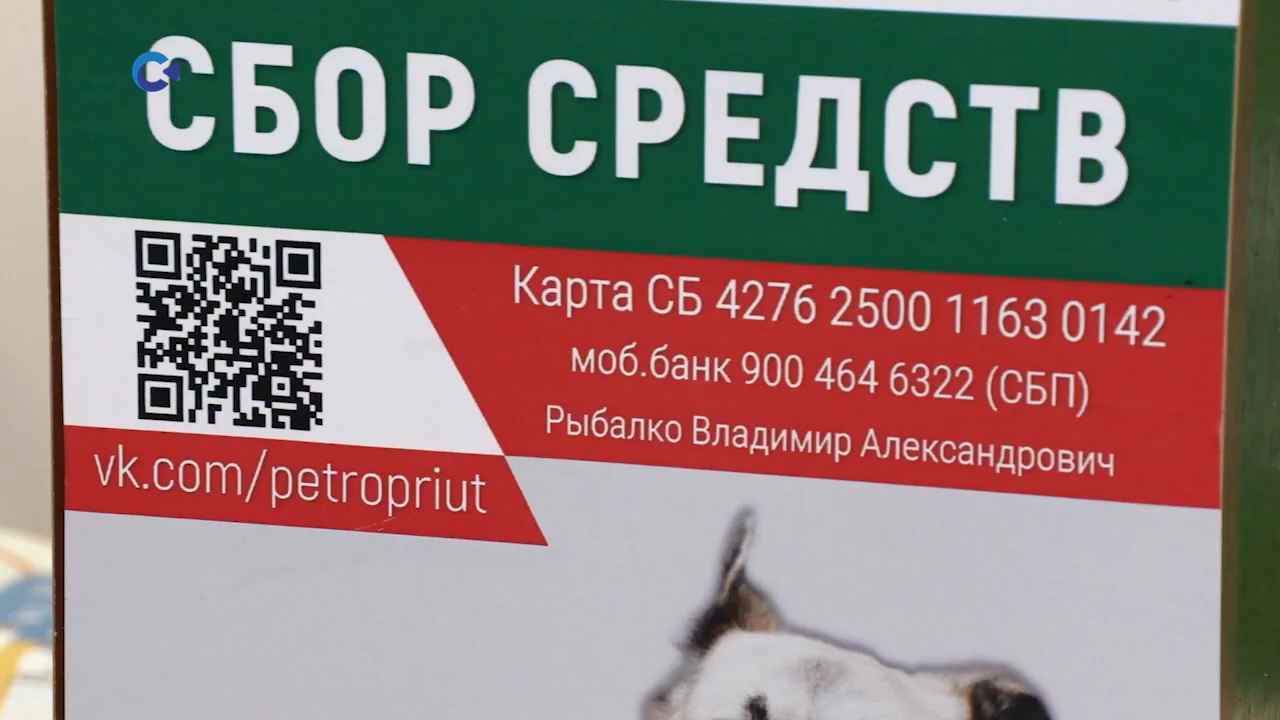 СБОР СРЕДСТВ
Карта СБ 4276 2500 1163 0142
моб.банк 900 464 6322 (СБП)
Рыбалко Владимир Александрович
vk.com/petropriut